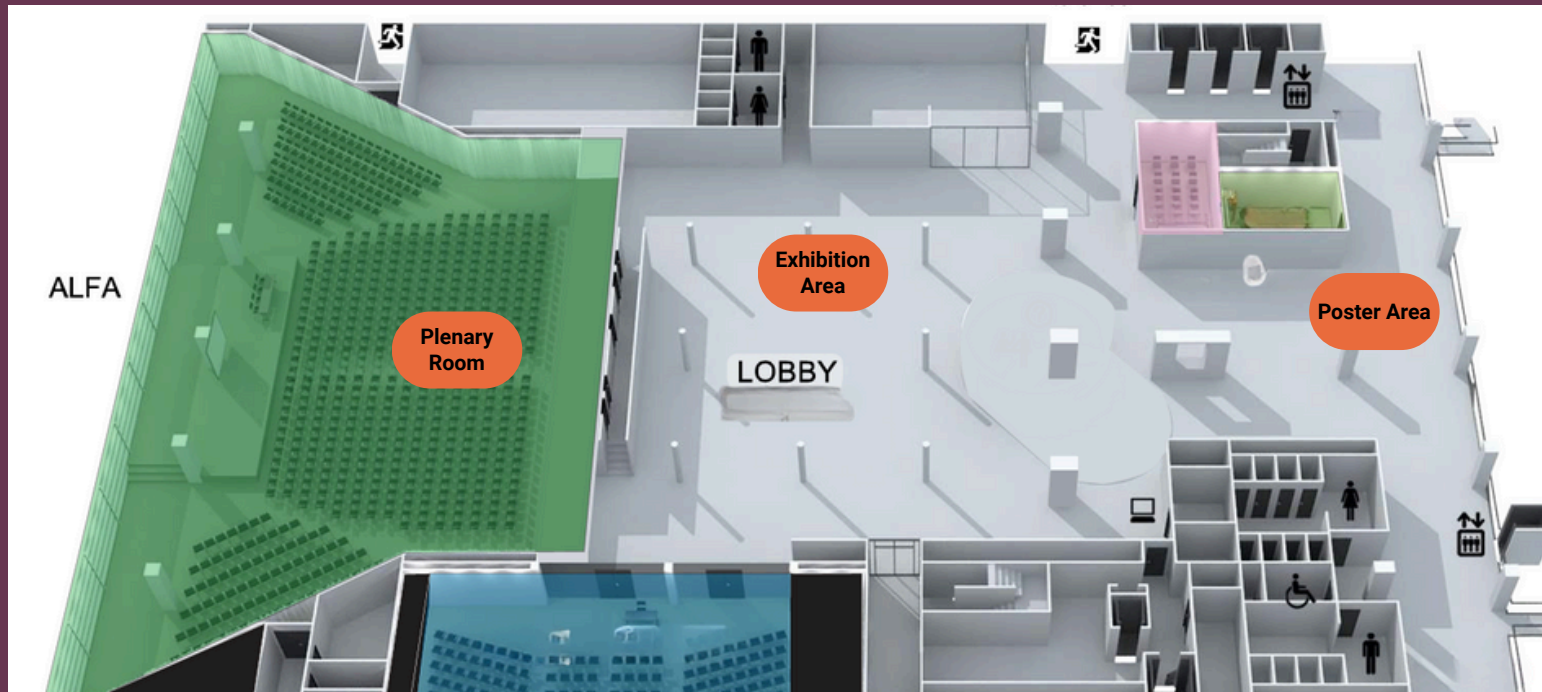 ALFA
Plenary
Room
Exhibition
Area
LOBBY
Poster Area